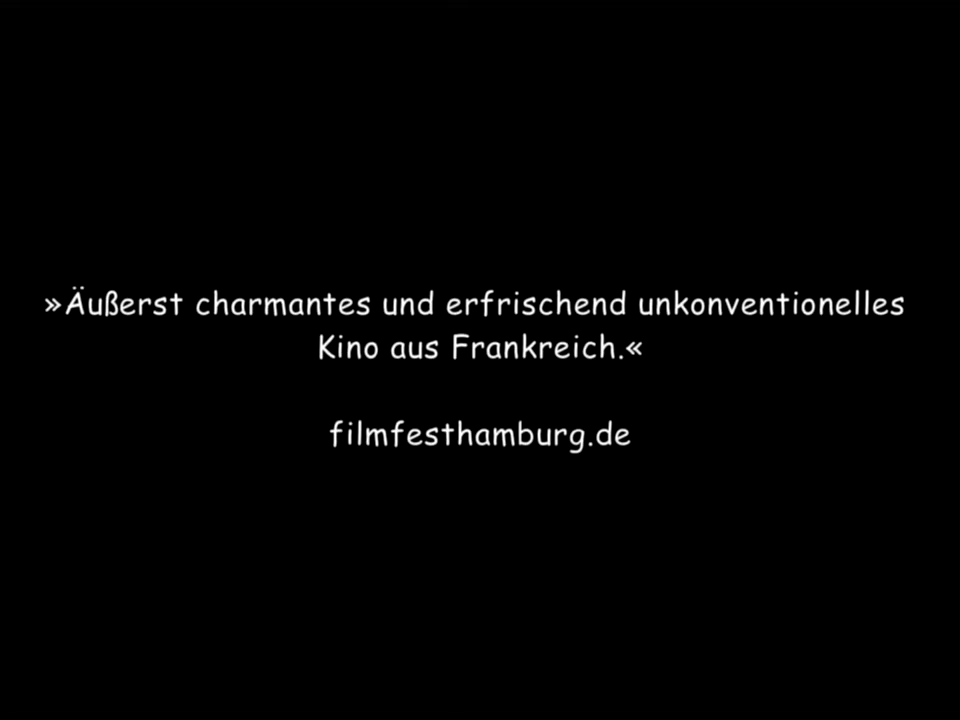 »Äußerst charmantes und erfrischend unkonventionelles
Kino aus Frankreich.«
filmfesthamburg.de